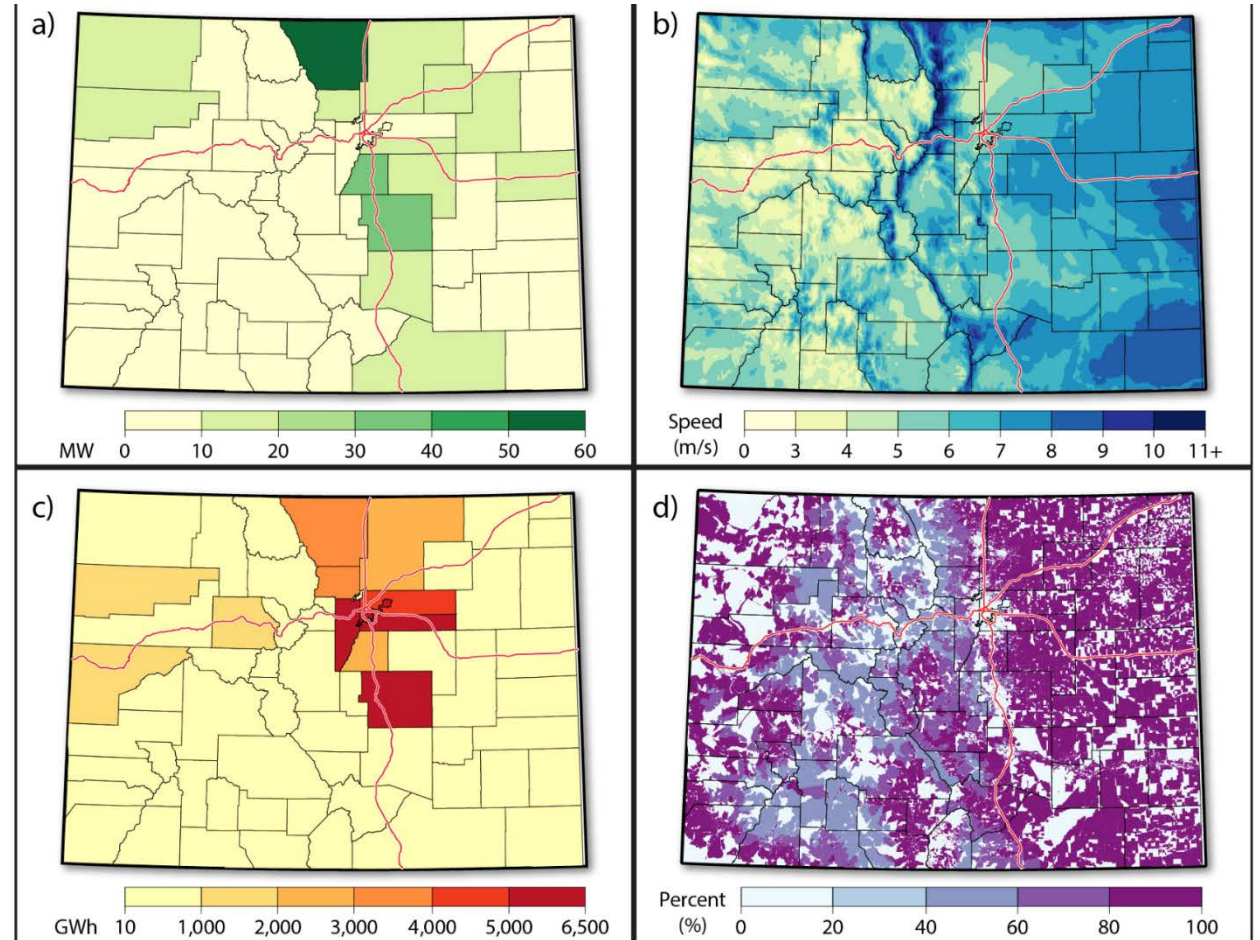 a)
MW
0 10 20 30 40 50 60
b)
Speed
(m/s)
0 3 4 5 6 7 8 9 10 11+
c)
GWh
10 1,000 2,000 3,000 4,000 5,000 6,500
d)
Percent
(%)
0 20 40 60 80 100